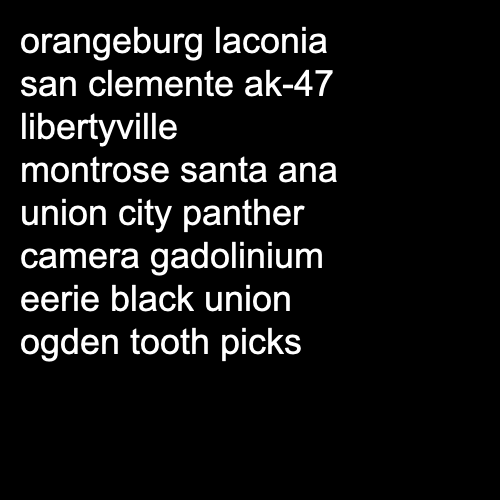 orangeburg laconia
san clemente ak-47
libertyville
montrose santa ana
union city panther
camera gadolinium
eerie black union
ogden tooth picks